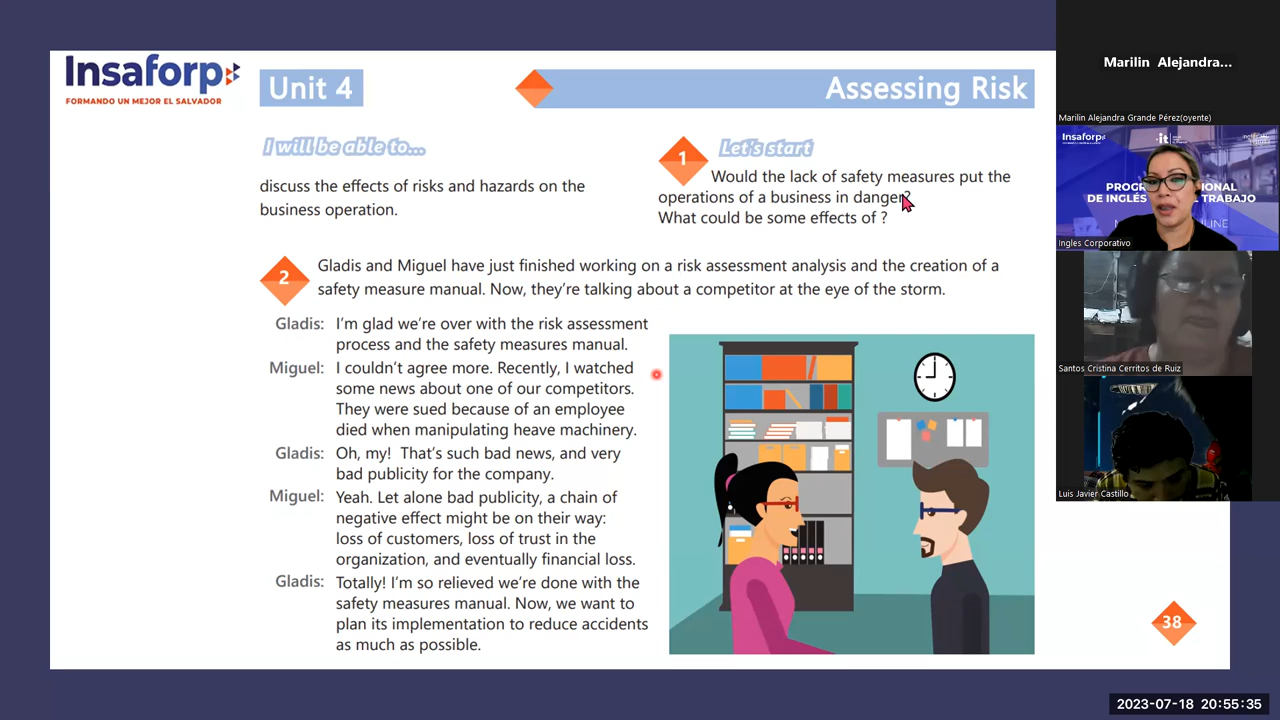 Insaforp
FORMANDO UN MEJOR EL SALVADOR
Unit 4
Assessing Risk
I will be able to...
discuss the effects of risks and hazards on the
business operation.
1
Let's start
Would the lack of safety measures put the
operations of a business in danger?
What could be some effects of ?
2
Gladis and Miguel have just finished working on a risk assessment analysis and the creation of a
safety measure manual. Now, they're talking about a competitor at the eye of the storm.
Gladis: I'm glad we're over with the risk assessment
process and the safety measures manual.
Miguel: I couldn't agree more. Recently, I watched
some news about one of our competitors.
They were sued because of an employee
died when manipulating heave machinery.
Gladis: Oh, my! That's such bad news, and very
bad publicity for the company.
Miguel: Yeah. Let alone bad publicity, a chain of
negative effect might be on their way:
loss of customers, loss of trust in the
organization, and eventually financial loss.
Gladis: Totally! I'm so relieved we're done with the
safety measures manual. Now, we want to
plan its implementation to reduce accidents
as much as possible.
38
Marilin Alejandra...
Marilin Alejandra Grande Pérez(oyente)
Insaforp
it
PROGR IONAL
DE INGLÉS TRABAJO
Ingles Corporativo
Santos Cristina Cerritos de Ruiz
Luis Javier Castillo
2023-07-18 20:55:35